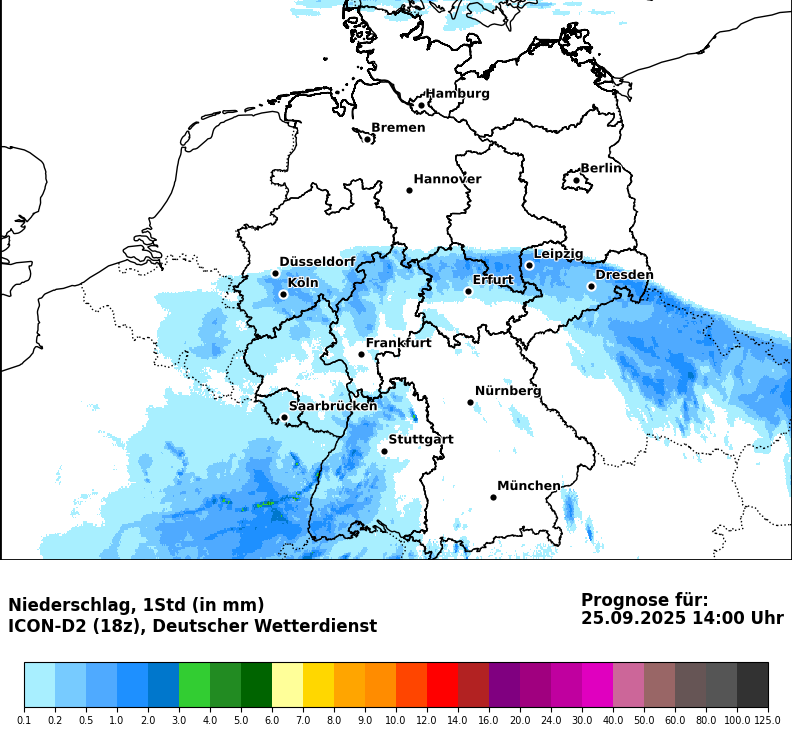 Hamburg
Bremen
Berlin
Hannover
Leipzig
Düsseldorf
Dresden
Köln
Erfurt
Frankfurt
Nürnberg
Saarbrücken
Stuttgart
München
Niederschlag, 1Std (in mm)
ICON-D2 (18z), Deutscher Wetterdienst
Prognose für:
25.09.2025 14:00 Uhr
0.1 0.2 0.5 1.0 2.0 3.0 4.0 5.0 6.0 7.0 8.0 9.0 10.0 12.0 14.0 16.0 20.0 24.0 30.0 40.0 50.0 60.0 80.0 100.0 125.0